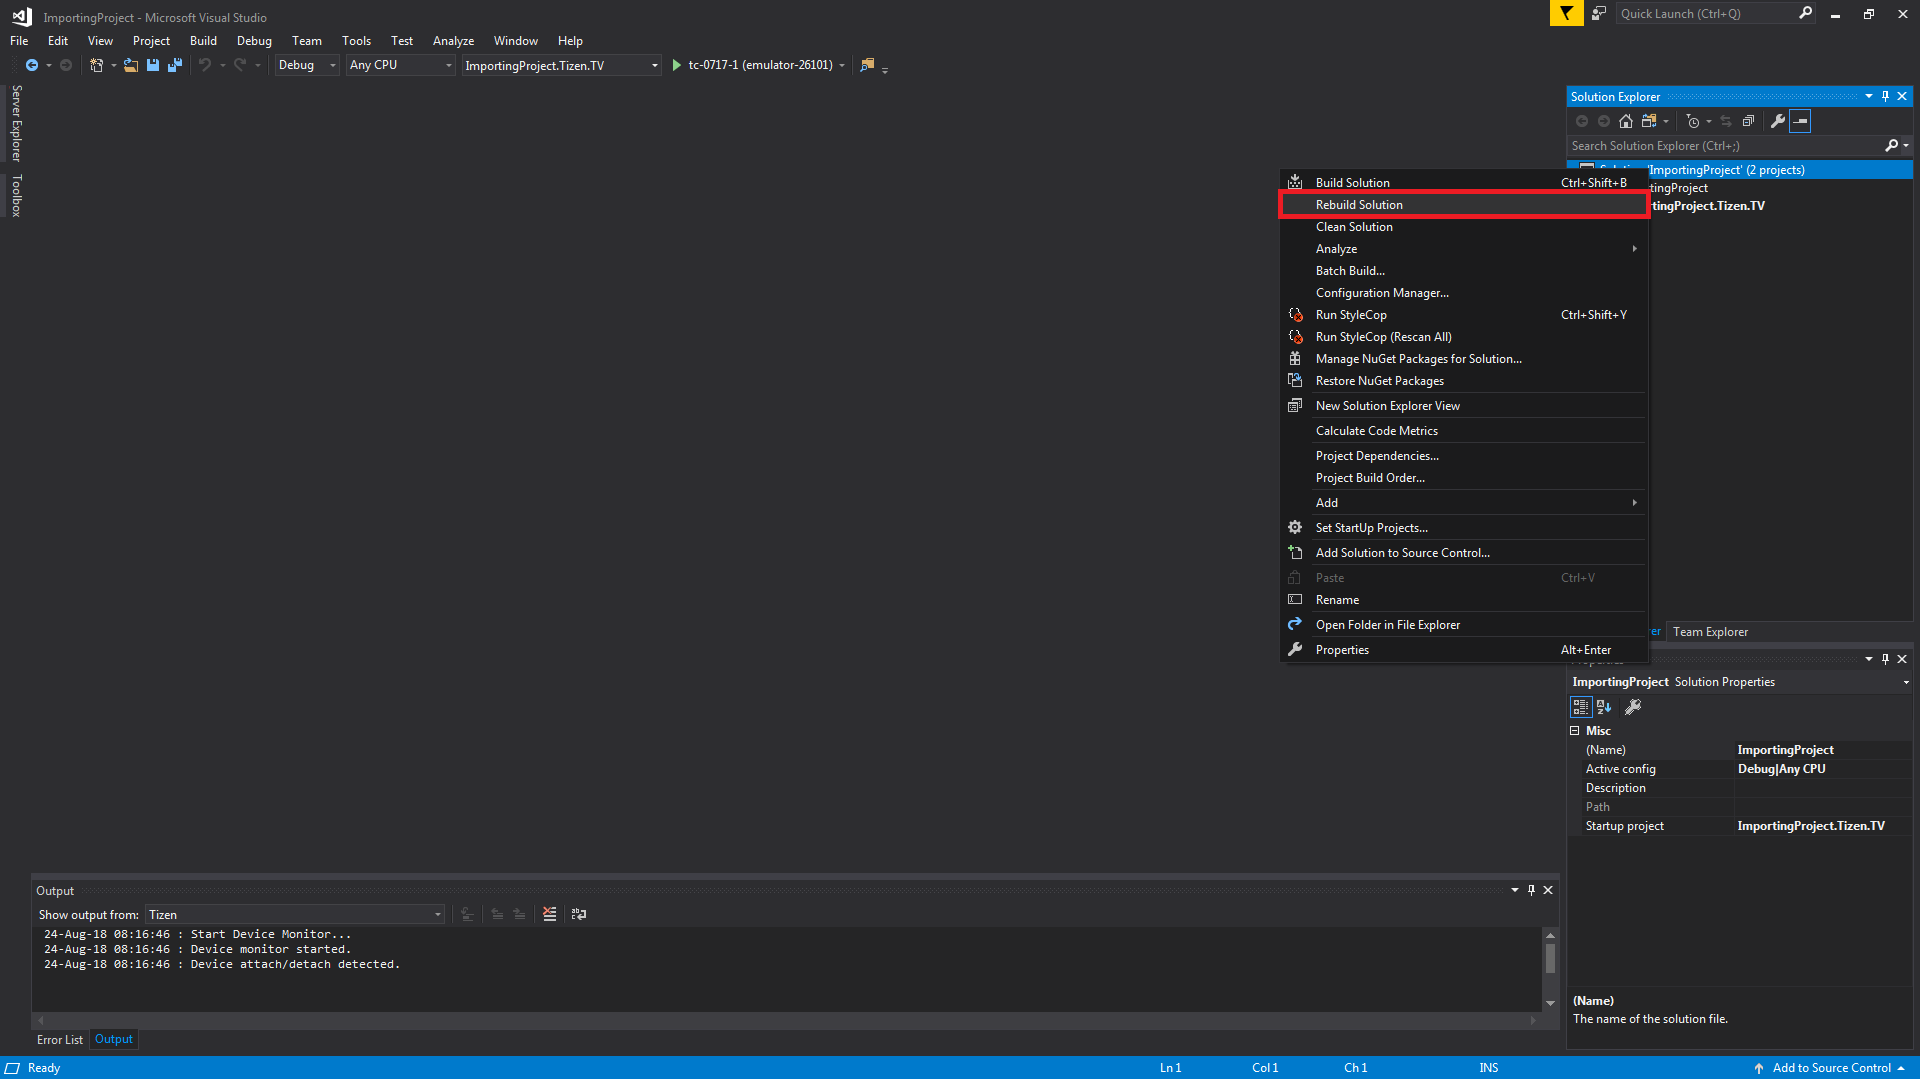 ImportingProject - Microsoft Visual Studio
Quick Launch (Ctrl+Q)
File Edit View Project Build Debug Team Tools Test Analyze Window Help
Debug Any CPU ImportingProject.Tizen.TV tc-0717-1 (emulator-26101)
Server Explorer
Toolbox
Solution Explorer
Search Solution Explorer (Ctrl+;)
Solution 'ImportingProject' (2 projects)
tingProject
rtingProject.Tizen.TV
Build Solution Ctrl+Shift+B
Rebuild Solution
Clean Solution
Analyze
Batch Build...
Configuration Manager...
Run StyleCop Ctrl+Shift+Y
Run StyleCop (Rescan All)
Manage NuGet Packages for Solution...
Restore NuGet Packages
New Solution Explorer View
Calculate Code Metrics
Project Dependencies...
Project Build Order...
Add
Set StartUp Projects...
Add Solution to Source Control...
Paste Ctrl+V
Rename
Open Folder in File Explorer
Properties Alt+Enter
er Team Explorer
Properties
ImportingProject Solution Properties
Misc
(Name) ImportingProject
Active config Debug|Any CPU
Description
Path
Startup project ImportingProject.Tizen.TV
(Name)
The name of the solution file.
Output
Show output from: Tizen
24-Aug-18 08:16:46 : Start Device Monitor...
24-Aug-18 08:16:46 : Device monitor started.
24-Aug-18 08:16:46 : Device attach/detach detected.
Error List Output
Ready Ln 1 Col 1 Ch 1 INS Add to Source Control